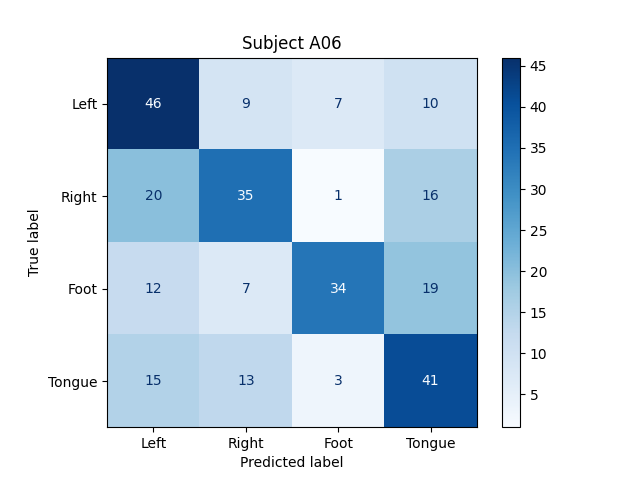 Subject A06
True label
Left 46 9 7 10
Right 20 35 1 16
Foot 12 7 34 19
Tongue 15 13 3 41
Left Right Foot Tongue
Predicted label
45
40
35
30
25
20
15
10
5